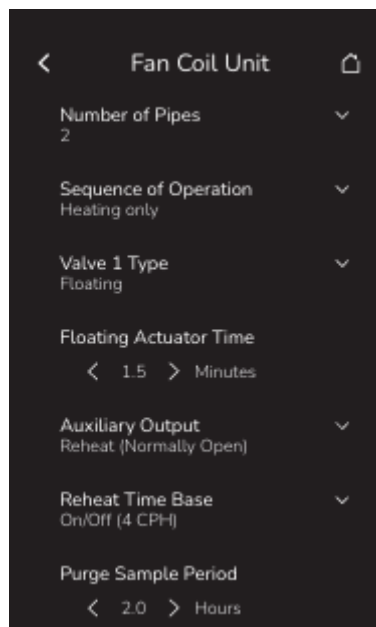 Fan Coil Unit
Number of Pipes
2
Sequence of Operation
Heating only
Valve 1 Type
Floating
Floating Actuator Time
1.5 Minutes
Auxiliary Output
Reheat (Normally Open)
Reheat Time Base
On/Off (4 CPH)
Purge Sample Period
2.0 Hours